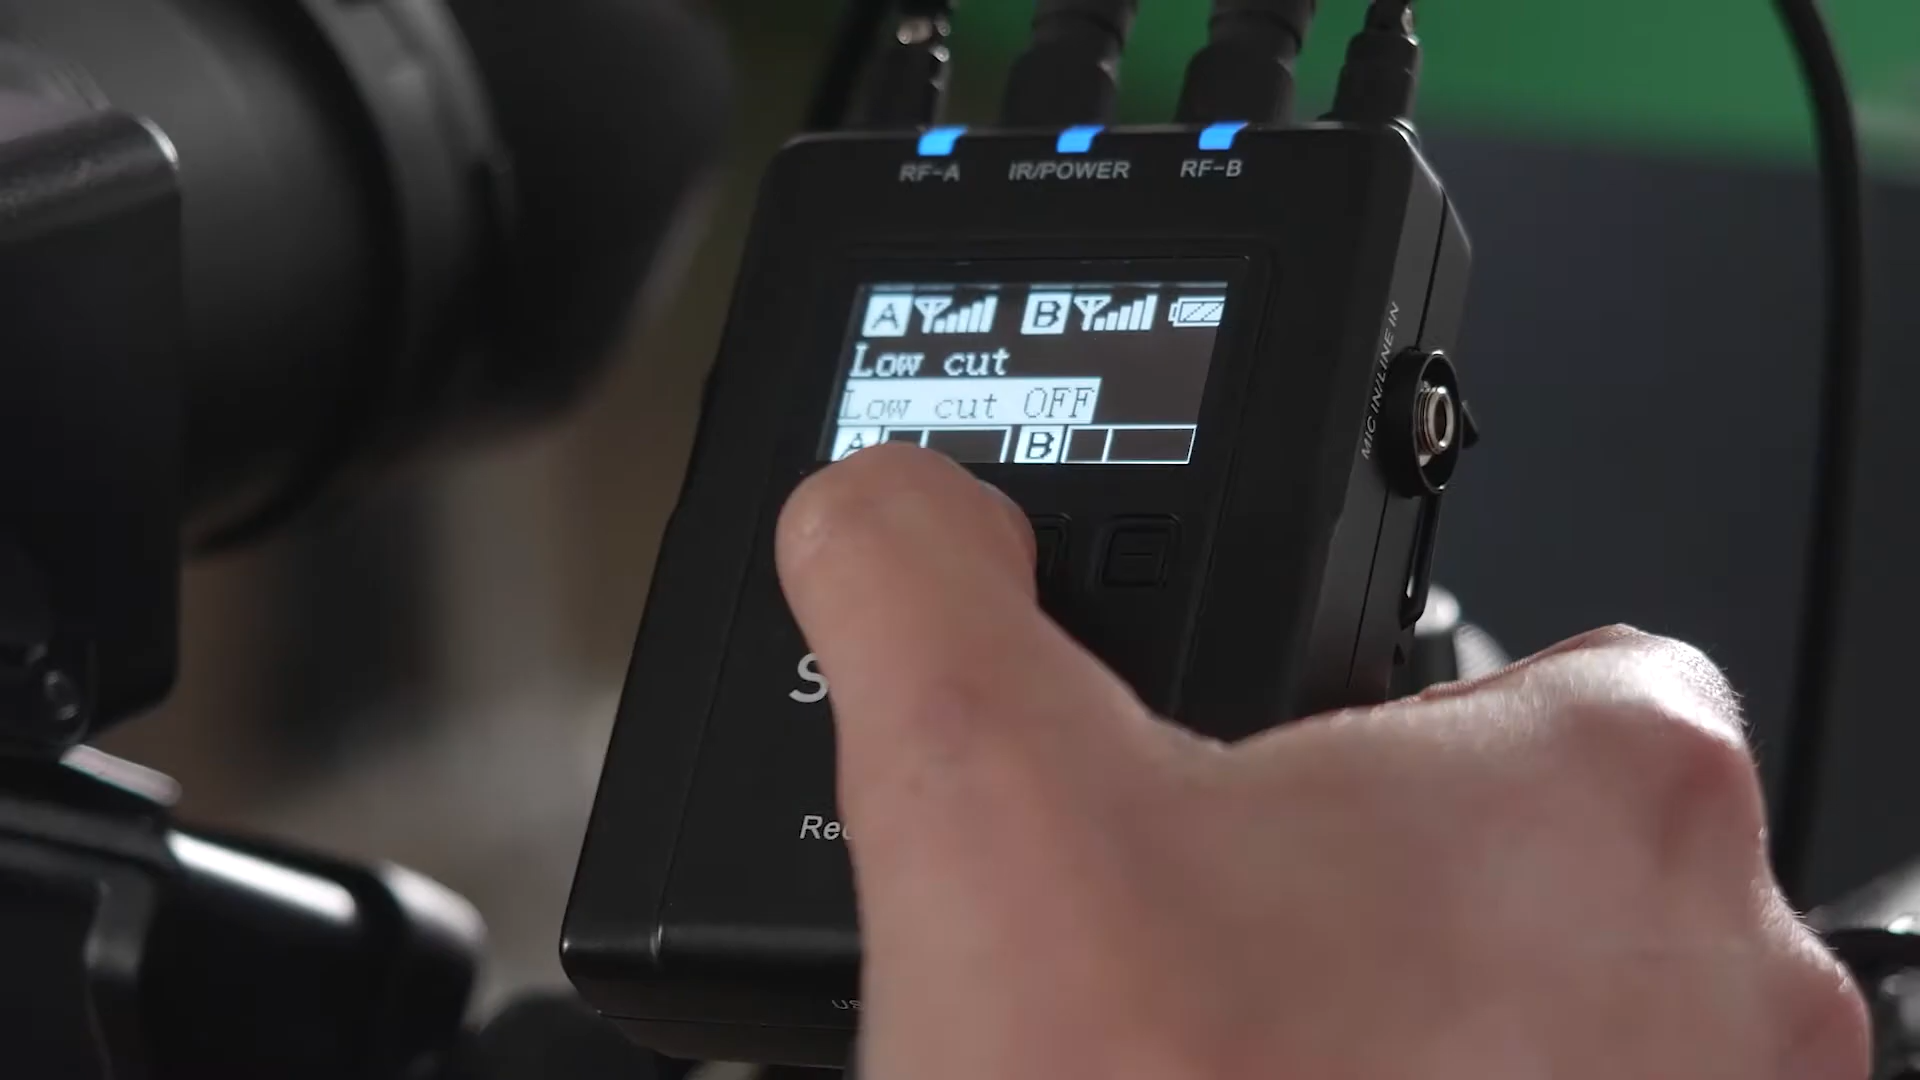 RF-A IR/POWER RF-B
A B
Low cut
Low cut OFF
A B
MIC IN/LINE IN